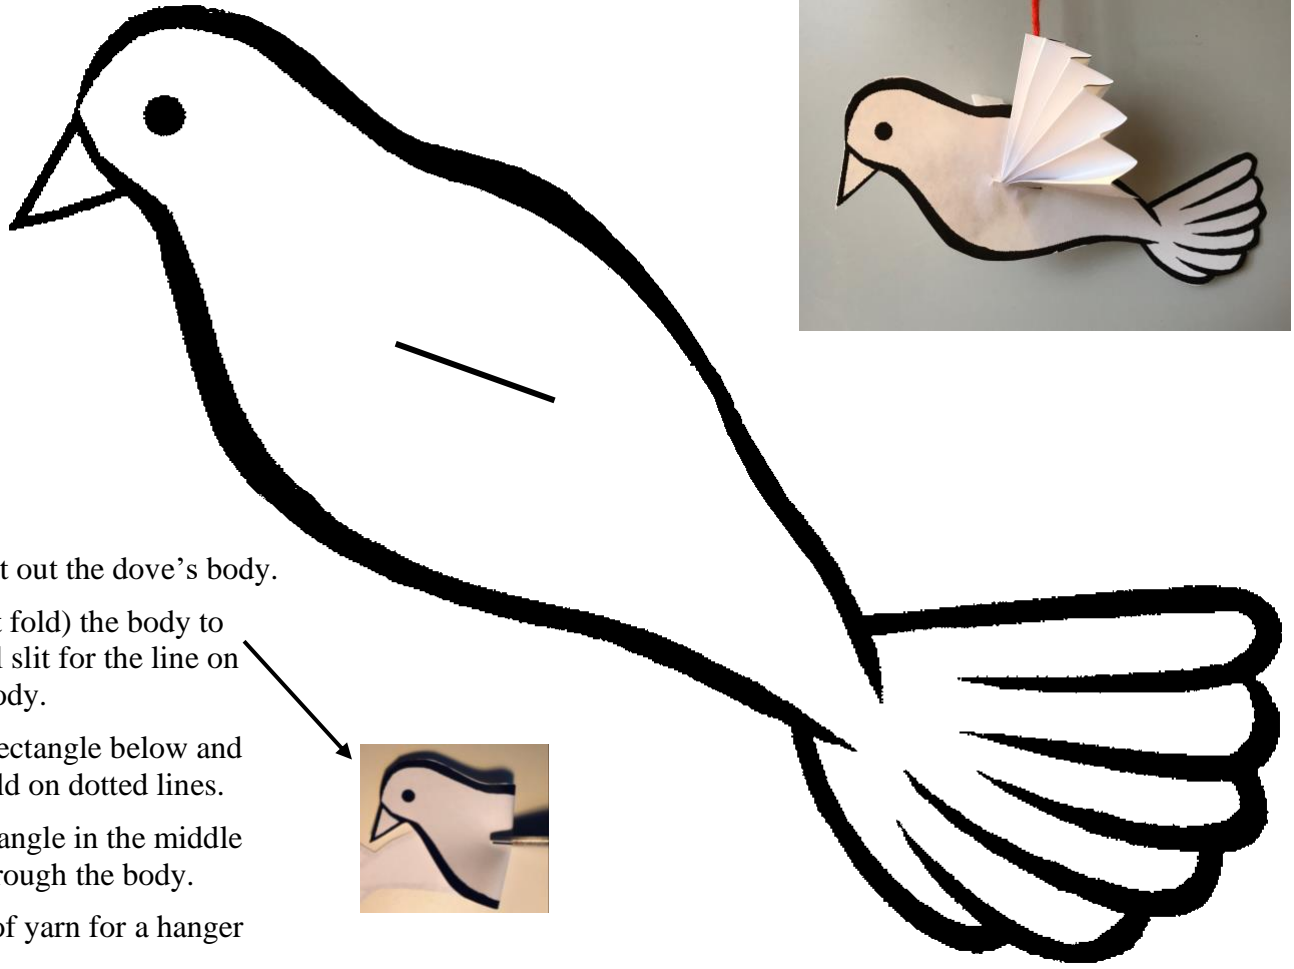 t out the dove’s body.
t fold) the body to
l slit for the line on
ody.
ectangle below and
ld on dotted lines.
angle in the middle
rough the body.
of yarn for a hanger